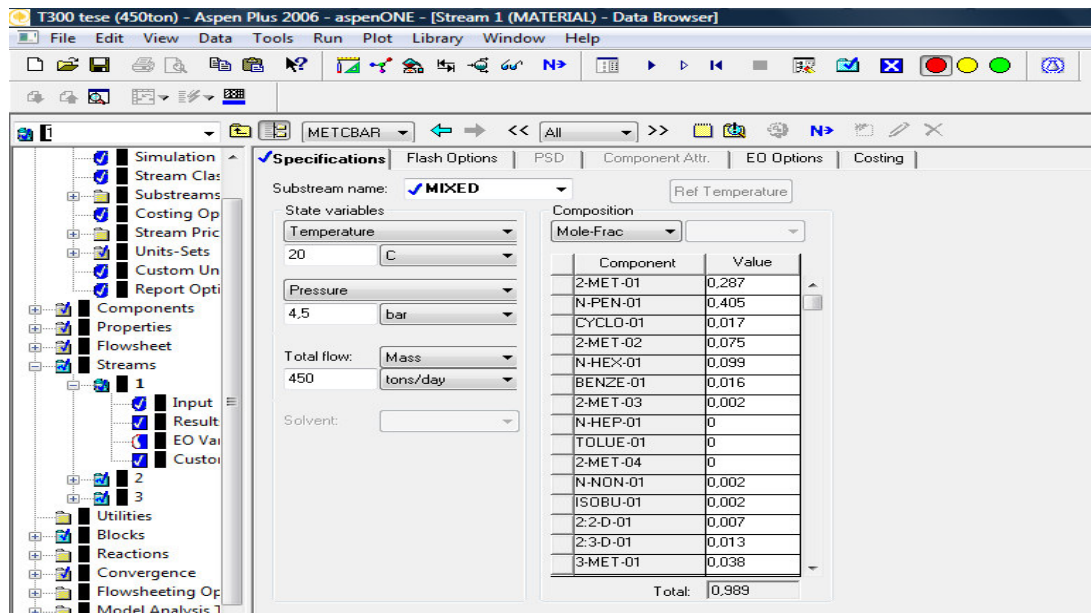 T300 tese (450ton) - Aspen Plus 2006 - aspenONE - [Stream 1 (MATERIAL) - Data Browser]
File Edit View Data Tools Run Plot Library Window Help
N>
1 METCBAR << All >> N>
Simulation
Stream Clas
Substreams
Costing Op
Stream Pric
Units-Sets
Custom Un
Report Opti
Components
Properties
Flowsheet
Streams
1
Input
Result
EO Var
Custor
2
3
Utilities
Blocks
Reactions
Convergence
Flowsheeting Op
Model Analysis T
Specifications Flash Options PSD Component Attr. EO Options Costing
Substream name: MIXED Ref Temperature
State variables
Temperature
20 C
Pressure
4,5 bar
Total flow: Mass
450 tons/day
Solvent:
Composition
Mole-Frac
Component Value
2-MET-01 0,287
N-PEN-01 0,405
CYCLO-01 0,017
2-MET-02 0,075
N-HEX-01 0,099
BENZE-01 0,016
2-MET-03 0,002
N-HEP-01 0
TOLUE-01 0
2-MET-04 0
N-NON-01 0,002
ISOBU-01 0,002
2:2-D-01 0,007
2:3-D-01 0,013
3-MET-01 0,038
Total: 0,989